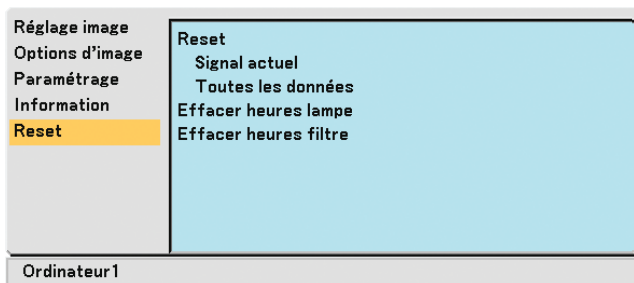 Réglage image
Options d'image
Paramétrage
Information
Reset
Reset
Signal actuel
Toutes les données
Effacer heures lampe
Effacer heures filtre
Ordinateur1